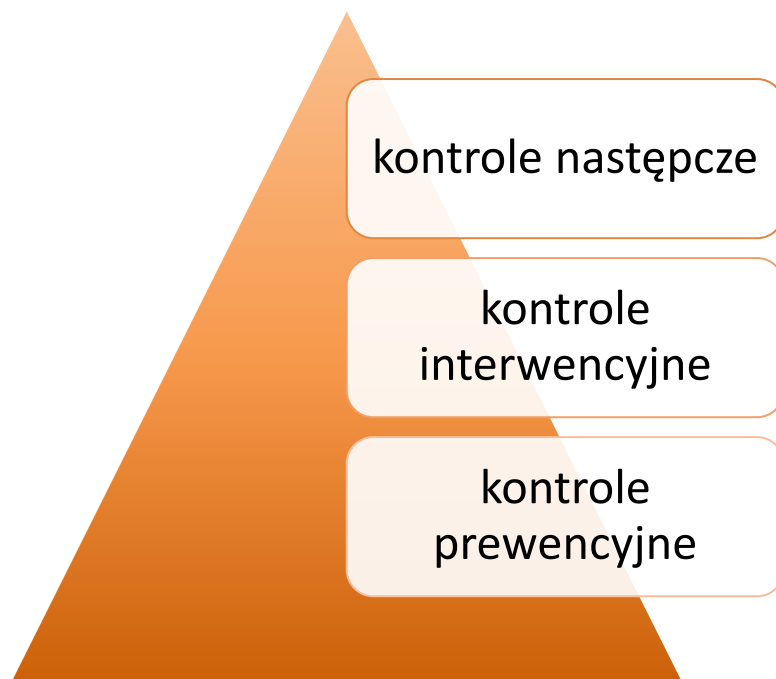 kontrole następcze
kontrole
interwencyjne
kontrole
prewencyjne